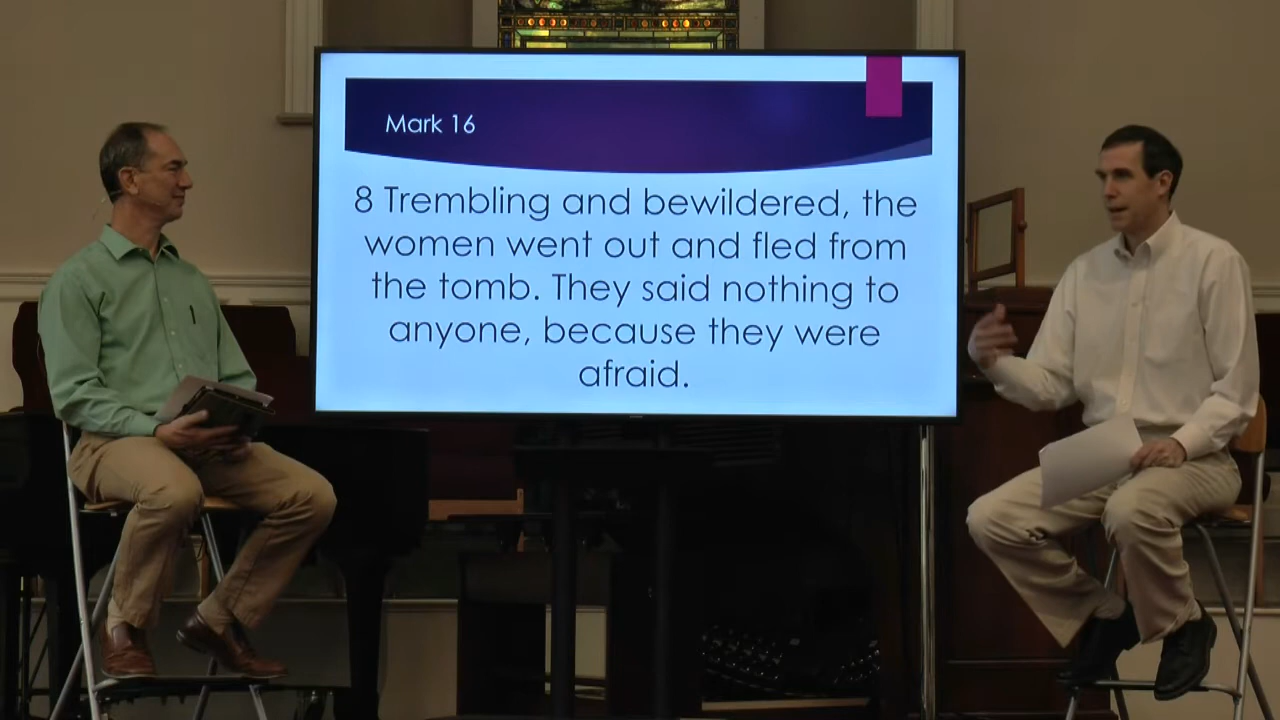 Mark 16
8 Trembling and bewildered, the
women went out and fled from
the tomb. They said nothing to
anyone, because they were
afraid.